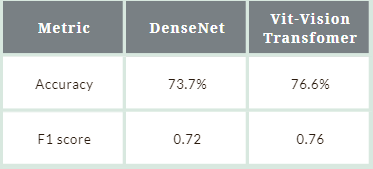 Metric DenseNet Vit-Vision
Transfomer
Accuracy 73.7% 76.6%
F1 score 0.72 0.76